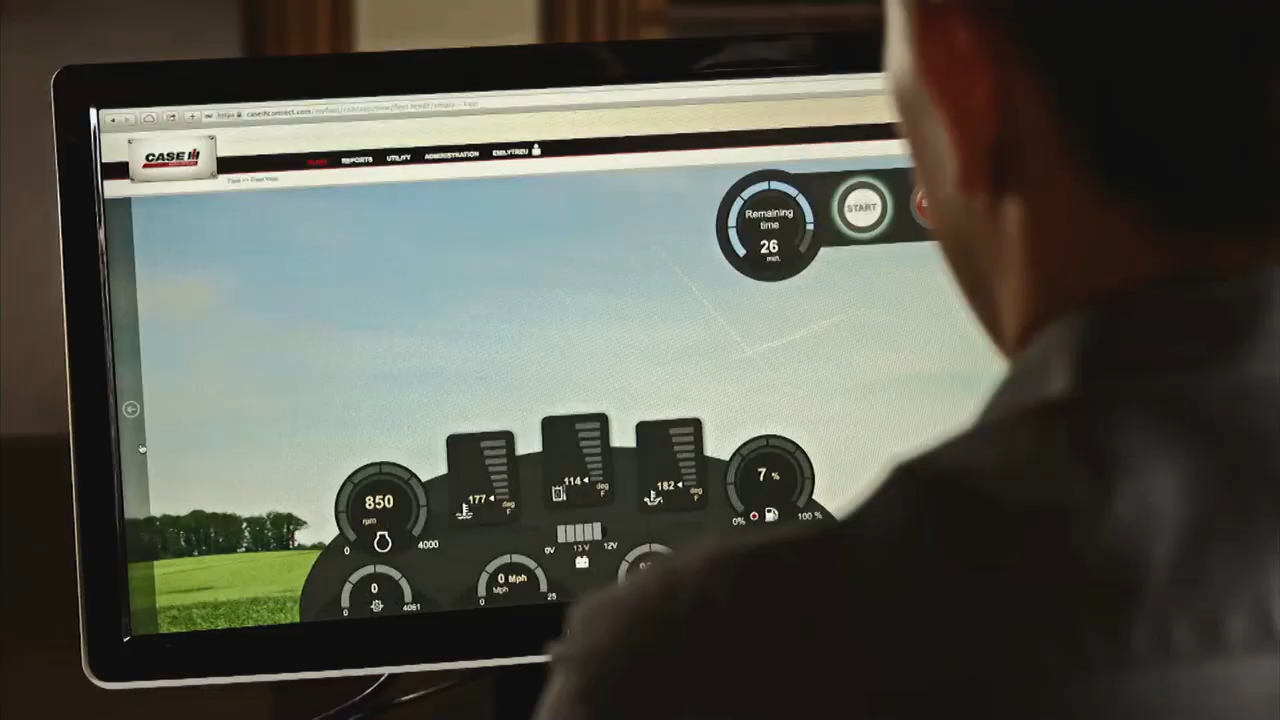 CASE IH
REPORTS
UTILITY
ADMINISTRATION
EMILYTREU
Remaining
time
26
min.
START
850
rpm
0
4000
177
deg
F
114
deg
F
182
deg
F
7 %
0%
100 %
0V
13 V
12V
0
0
4061
0 Mph
Mph
0
25